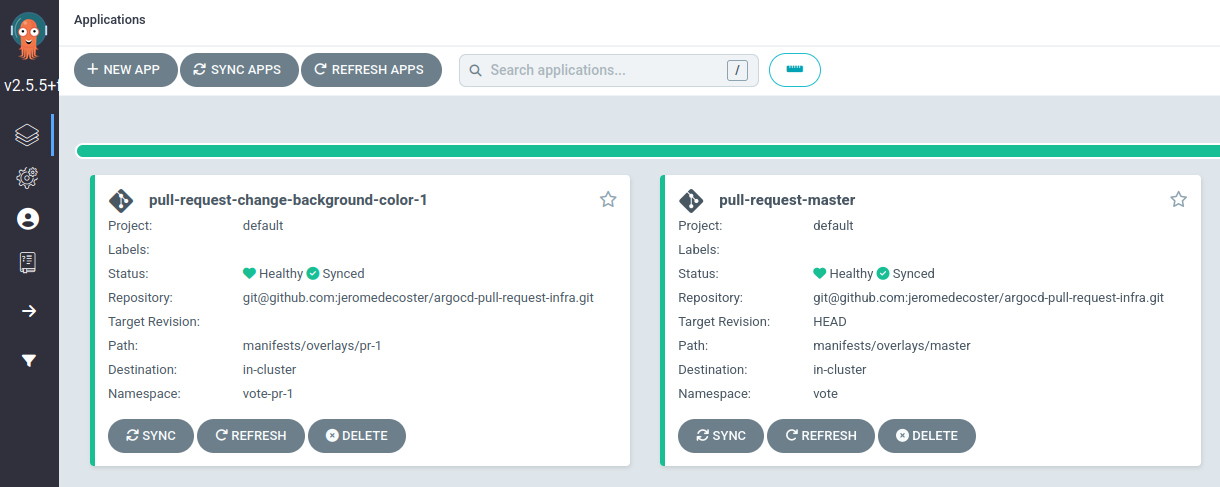 Applications
NEW APP SYNC APPS REFRESH APPS Search applications... /
v2.5.5+
pull-request-change-background-color-1
Project: default
Labels:
Status: Healthy Synced
Repository: git@github.com:jeromedecoster/argocd-pull-request-infra.git
Target Revision:
Path: manifests/overlays/pr-1
Destination: in-cluster
Namespace: vote-pr-1
SYNC REFRESH DELETE
pull-request-master
Project: default
Labels:
Status: Healthy Synced
Repository: git@github.com:jeromedecoster/argocd-pull-request-infra.git
Target Revision: HEAD
Path: manifests/overlays/master
Destination: in-cluster
Namespace: vote
SYNC REFRESH DELETE